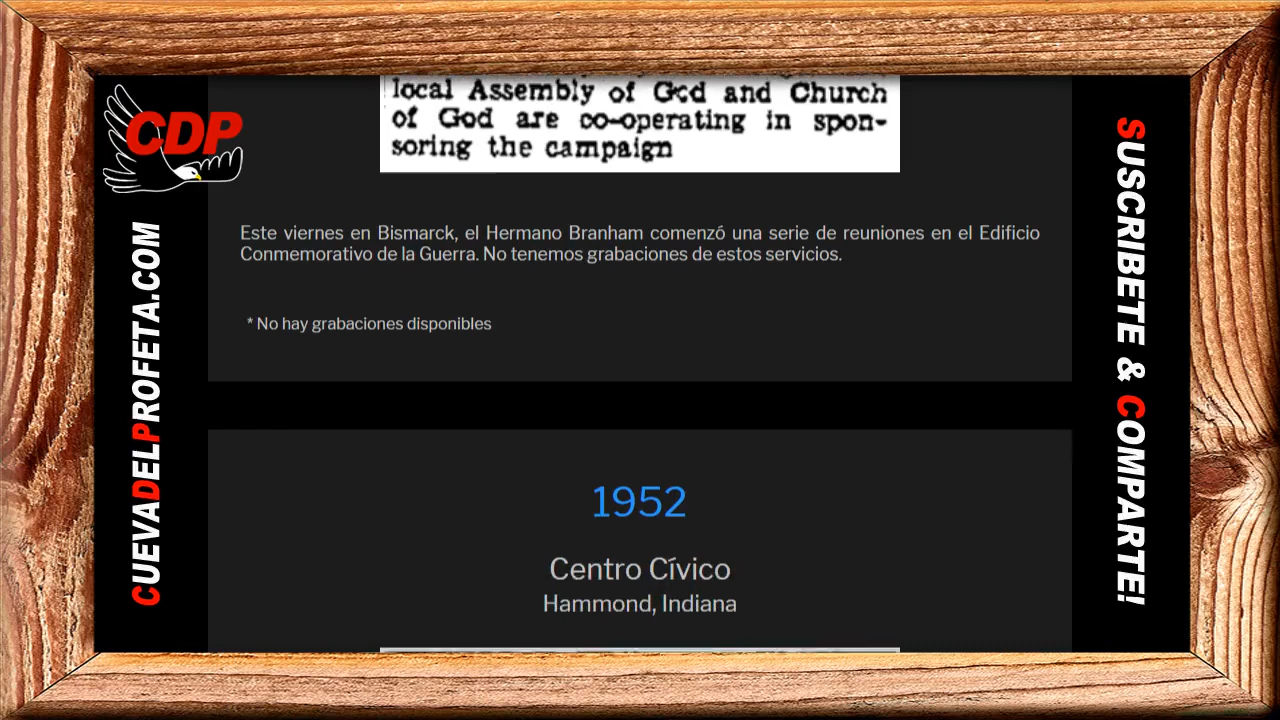 local Assembly of God and Church
of God are co-operating in spon-
soring the campaign
CDP
CUEVADELPROFETA.COM
SUSCRIBETE & COMPARTE!
Este viernes en Bismarck, el Hermano Branham comenzó una serie de reuniones en el Edificio
Conmemorativo de la Guerra. No tenemos grabaciones de estos servicios.
* No hay grabaciones disponibles
1952
Centro Cívico
Hammond, Indiana